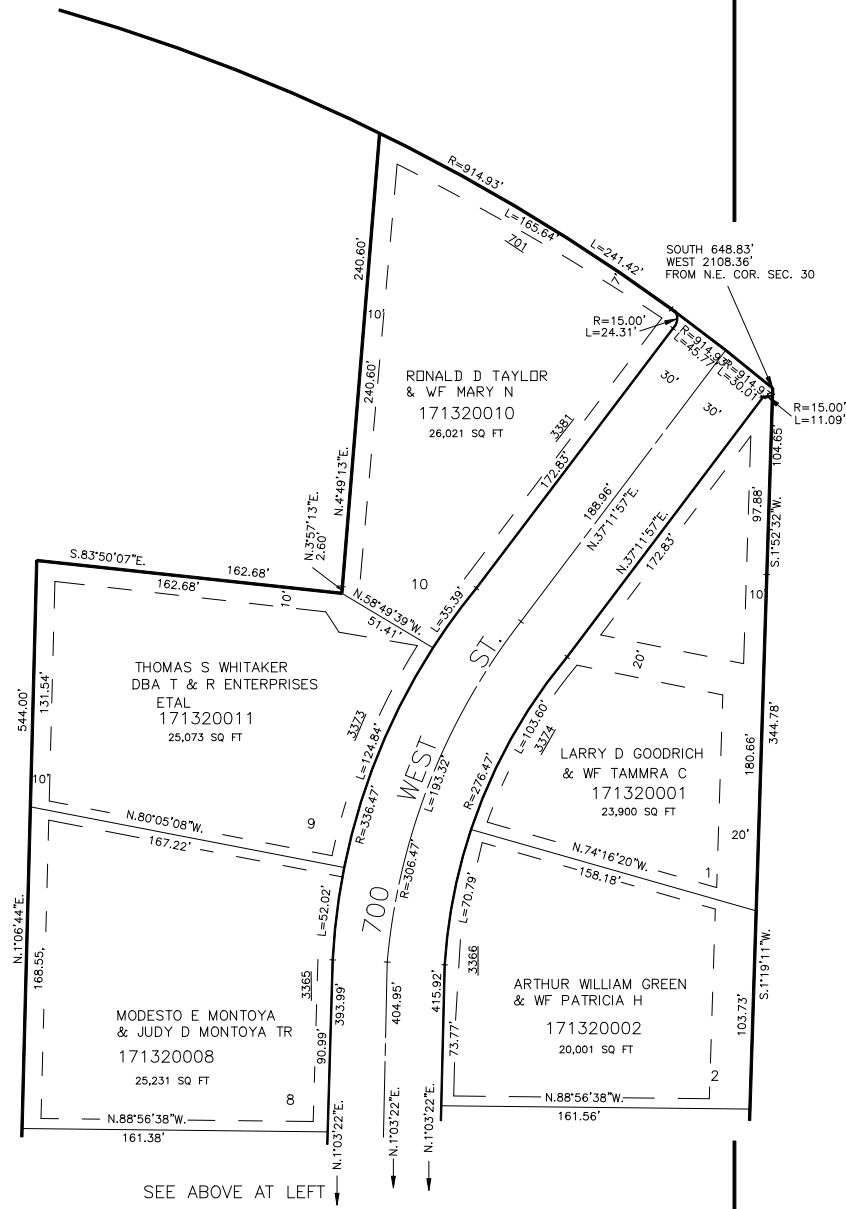 R=914.93'
L=165.64'
701
L=241.42'
7'
SOUTH 648.83'
WEST 2108.36'
FROM N.E. COR. SEC. 30
240.60'
10'
240.60'
N.4°49'13"E.
R=15.00'
L=24.31'
R=914.93'
L=45.77'
R=914.93'
L=30.01'
R=15.00'
L=11.09'
30'
30'
RONALD D TAYLOR
& WF MARY N
171320010
26,021 SQ FT
3381
172.83'
188.96'
N.37°11'57"E.
N.37°11'57"E.
172.83'
104.65'
97.88'
S.1°52'32"W.
10'
N.3°57'13"E.
2.60'
S.83°50'07"E.
162.68'
162.68'
10'
10
N.58°49'39"W.
51.41'
L=35.39'
THOMAS S WHITAKER
DBA T & R ENTERPRISES
ETAL
171320011
25,073 SQ FT
544.00'
131.54'
10'
3373
L=124.84'
R=336.47'
9
N.80°05'08"W.
167.22'
700 WEST ST.
L=193.32'
R=306.47'
L=103.60'
3374
R=276.47'
20'
LARRY D GOODRICH
& WF TAMMRA C
171320001
23,900 SQ FT
180.66'
344.78'
20'
N.74°16'20"W.
158.18'
1
N.1°06'44"E.
168.55,
L=52.02'
3365
393.99'
90.99'
MODESTO E MONTOYA
& JUDY D MONTOYA TR
171320008
25,231 SQ FT
8
N.88°56'38"W.
161.38'
404.95'
L=70.79'
3366
415.92'
73.77'
ARTHUR WILLIAM GREEN
& WF PATRICIA H
171320002
20,001 SQ FT
2
S.1°19'11"W.
103.73'
N.88°56'38"W.
161.56'
N.1°03'22"E.
N.1°03'22"E.
N.1°03'22"E.
SEE ABOVE AT LEFT